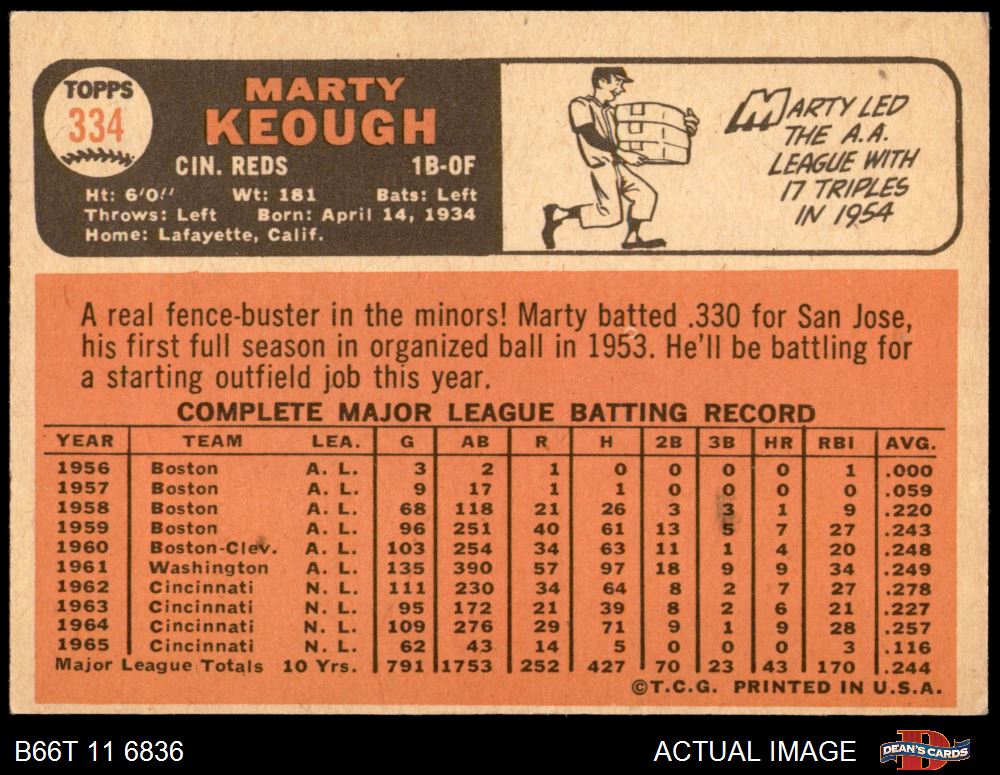 TOPPS
334
MARTY
KEOUGH
CIN. REDS 1B-OF
Ht: 6'0" Wt: 181 Bats: Left
Throws: Left Born: April 14, 1934
Home: Lafayette, Calif.
MARTY LED
THE A.A.
LEAGUE WITH
17 TRIPLES
IN 1954
A real fence-buster in the minors! Marty batted .330 for San Jose,
his first full season in organized ball in 1953. He'll be battling for
a starting outfield job this year.
COMPLETE MAJOR LEAGUE BATTING RECORD
YEAR TEAM LEA. G AB R H 2B 3B HR RBI AVG.
1956 Boston A. L. 3 2 1 0 0 0 0 1 .000
1957 Boston A. L. 9 17 1 1 0 0 0 0 .059
1958 Boston A. L. 68 118 21 26 3 3 1 9 .220
1959 Boston A. L. 96 251 40 61 13 5 7 27 .243
1960 Boston-Clev. A. L. 103 254 34 63 11 1 4 20 .248
1961 Washington A. L. 135 390 57 97 18 9 9 34 .249
1962 Cincinnati N. L. 111 230 34 64 8 2 7 27 .278
1963 Cincinnati N. L. 95 172 21 39 8 2 6 21 .227
1964 Cincinnati N. L. 109 276 29 71 9 1 9 28 .257
1965 Cincinnati N. L. 62 43 14 5 0 0 0 3 .116
Major League Totals 10 Yrs. 791 1753 252 427 70 23 43 170 .244
©T.C.G. PRINTED IN U.S.A.
B66T 11 6836 ACTUAL IMAGE DEAN'S CARDS